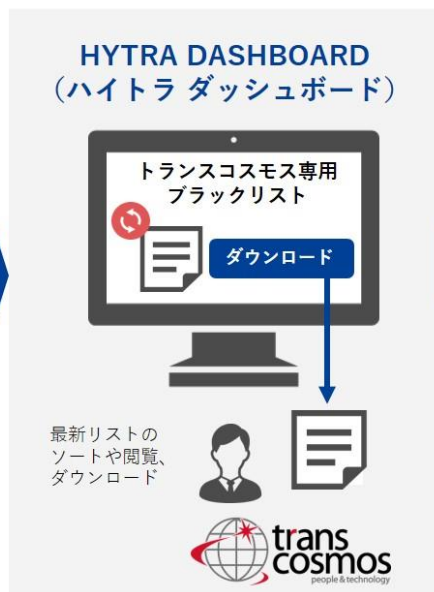 HYTRA DASHBOARD
（ハイトラ ダッシュボード）
トランスコスモス専用
ブラックリスト
ダウンロード
最新リストの
ソートや閲覧、
ダウンロード
trans
cosmos
people & technology